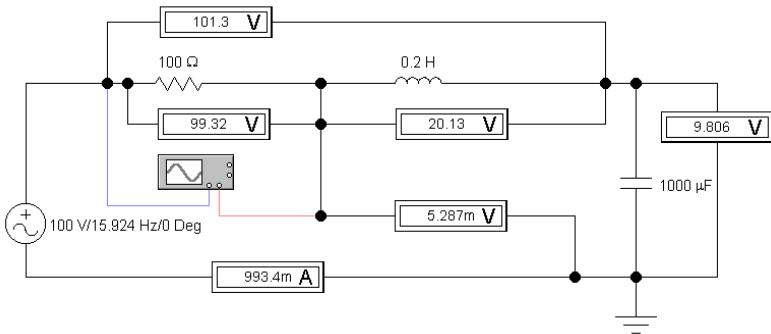 101.3 V
100 Ω
0.2 H
99.32 V
20.13 V
9.806 V
1000 μF
5.287m V
100 V/15.924 Hz/0 Deg
993.4m A